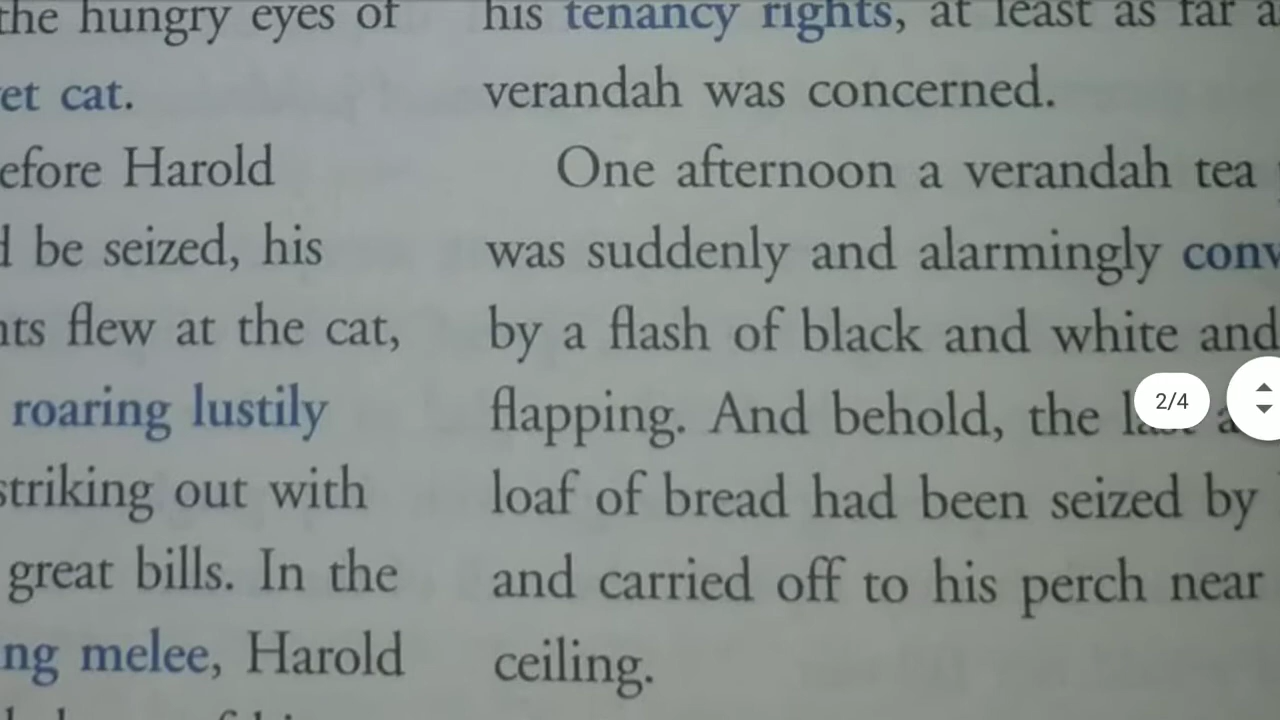 the hungry eyes of
et cat.
efore Harold
d be seized, his
nts flew at the cat,
roaring lustily
striking out with
great bills. In the
ng melee, Harold
his tenancy rights, at least as far a
verandah was concerned.
One afternoon a verandah tea
was suddenly and alarmingly conv
by a flash of black and white and
flapping. And behold, the
loaf of bread had been seized by
and carried off to his perch near
ceiling.
2/4